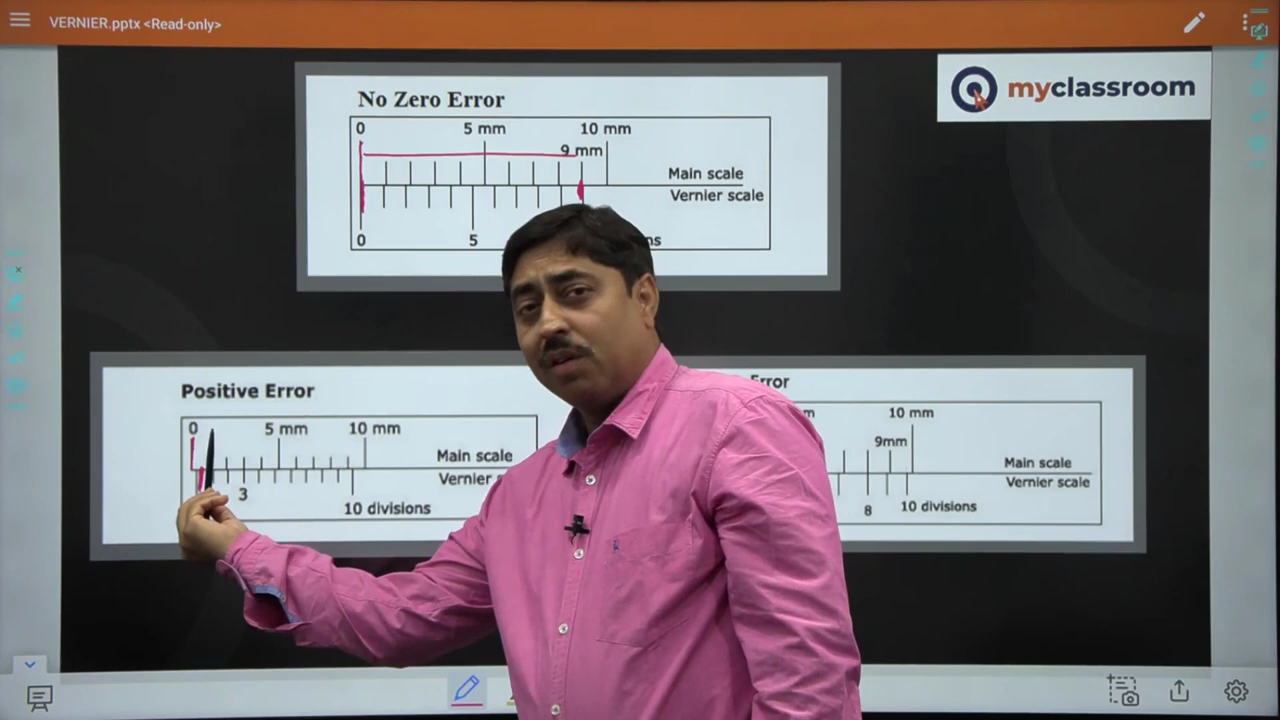 VERNIER.pptx <Read-only>
myclassroom
No Zero Error
0 5 mm 10 mm
9 mm
Main scale
Vernier scale
0 5
Positive Error
0 5 mm 10 mm
Main scale
Vernier
3
10 divisions
Error
10 mm
9mm
Main scale
Vernier scale
8 10 divisions